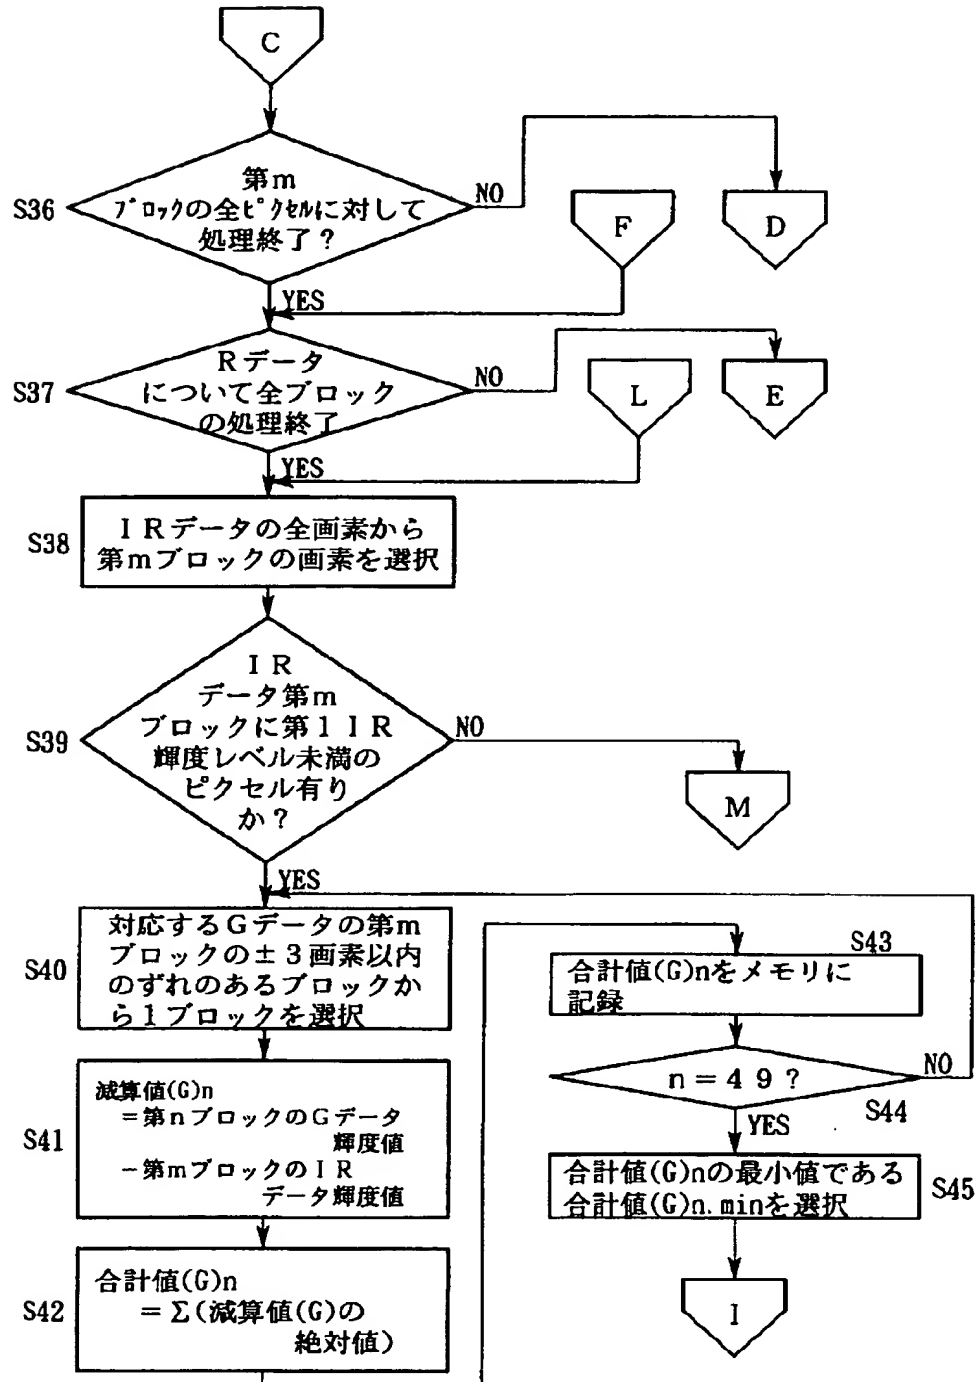 C
S36
第m
ブロックの全ピクセルに対して
処理終了？
NO
D
F
YES
S37
Rデータ
について全ブロック
の処理終了
NO
E
L
YES
S38
IRデータの全画素から
第mブロックの画素を選択
S39
IR
データ第m
ブロックに第1IR
輝度レベル未満の
ピクセル有り
か？
NO
M
YES
S40
対応するGデータの第m
ブロックの±3画素以内
のずれのあるブロックか
ら1ブロックを選択
S41
減算値(G)n
＝第nブロックのGデータ
輝度値
－第mブロックのIR
データ輝度値
S42
合計値(G)n
＝Σ(減算値(G)の
絶対値)
S43
合計値(G)nをメモリに
記録
n＝49？
NO
S44
YES
合計値(G)nの最小値である
合計値(G)n.minを選択
S45
I